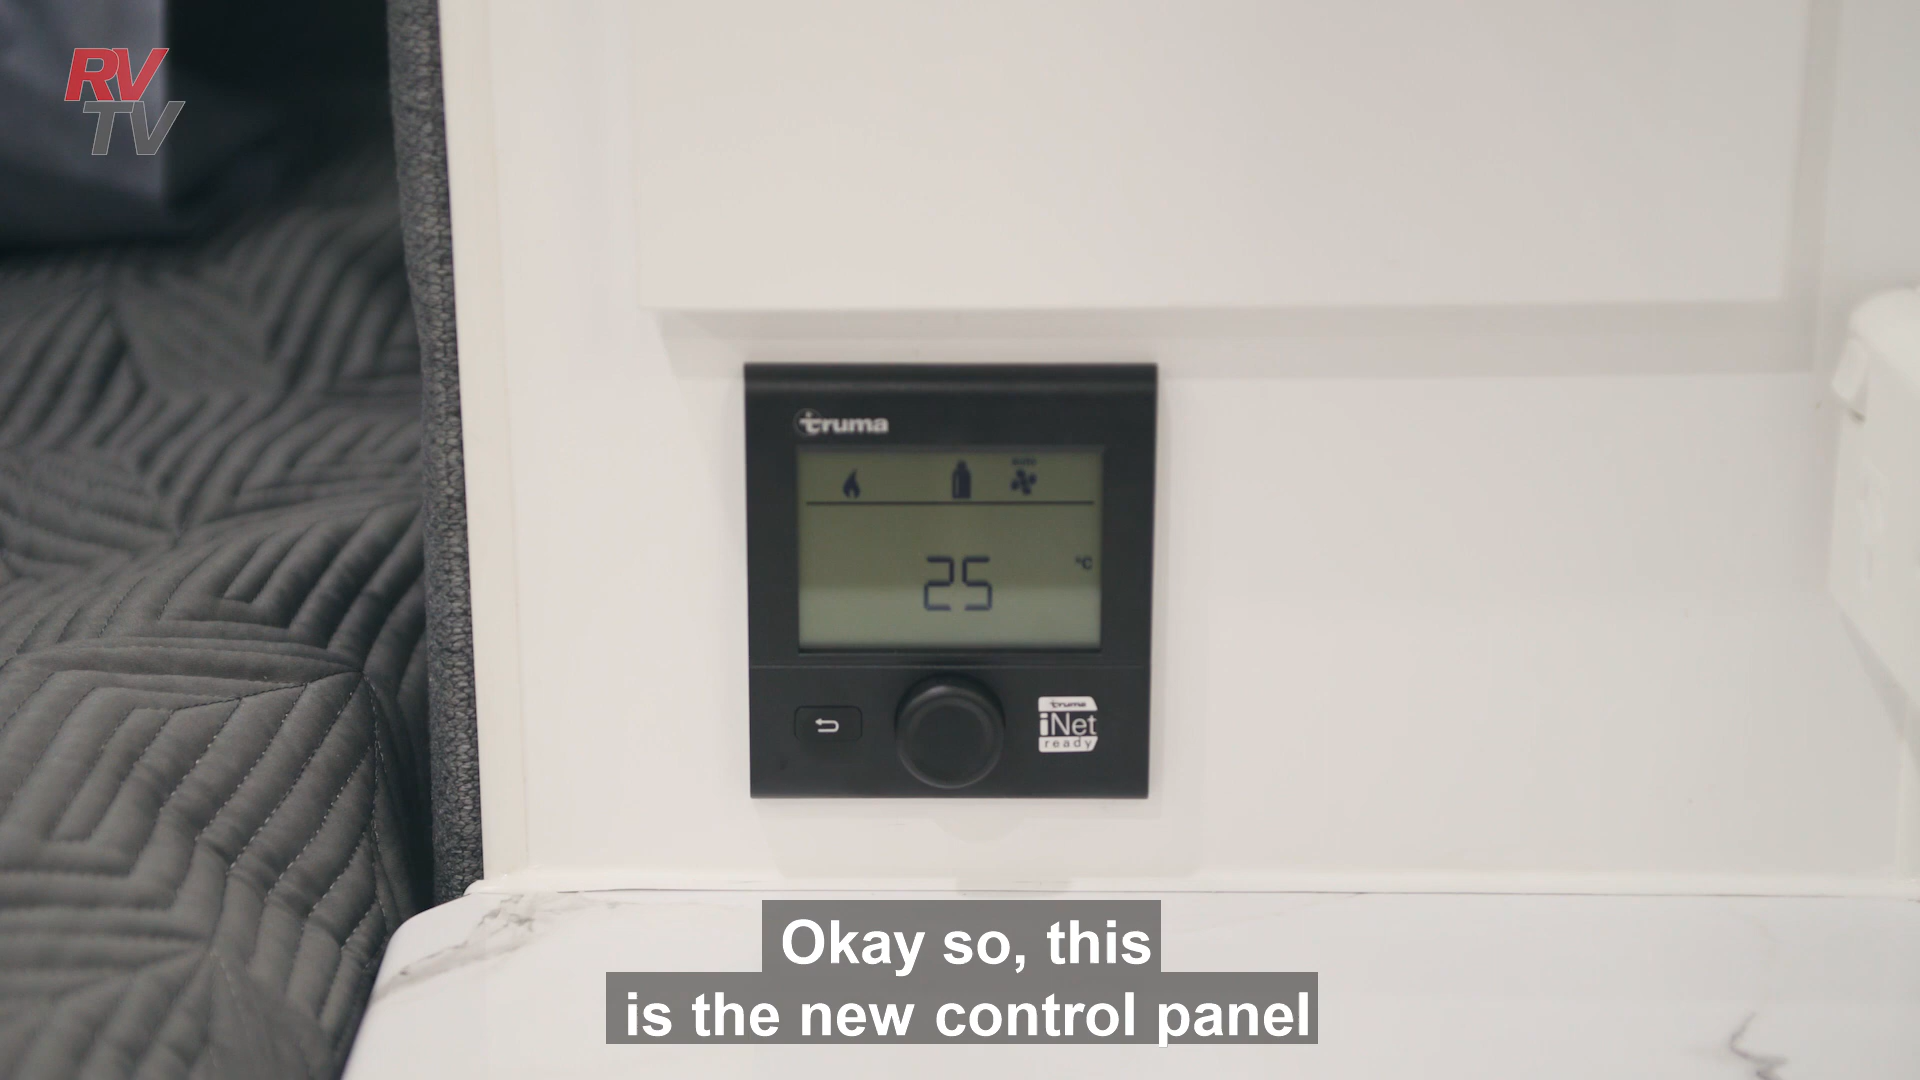 RV
TV
truma
AUTO
25
°C
truma
iNet
ready
Okay so, this
is the new control panel